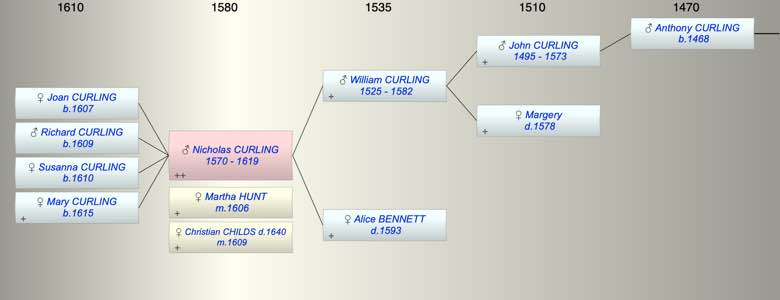 1610 1580 1535 1510 1470
♂ Anthony CURLING
b.1468
♂ John CURLING
1495 - 1573
+
♂ William CURLING
1525 - 1582
+
♀ Margery
d.1578
+
♀ Joan CURLING
b.1607
♂ Richard CURLING
b.1609
♀ Susanna CURLING
b.1610
♀ Mary CURLING
b.1615
+
♂ Nicholas CURLING
1570 - 1619
++
♀ Martha HUNT
m.1606
+
♀ Christian CHILDS d.1640
m.1609
+
♀ Alice BENNETT
d.1593
+